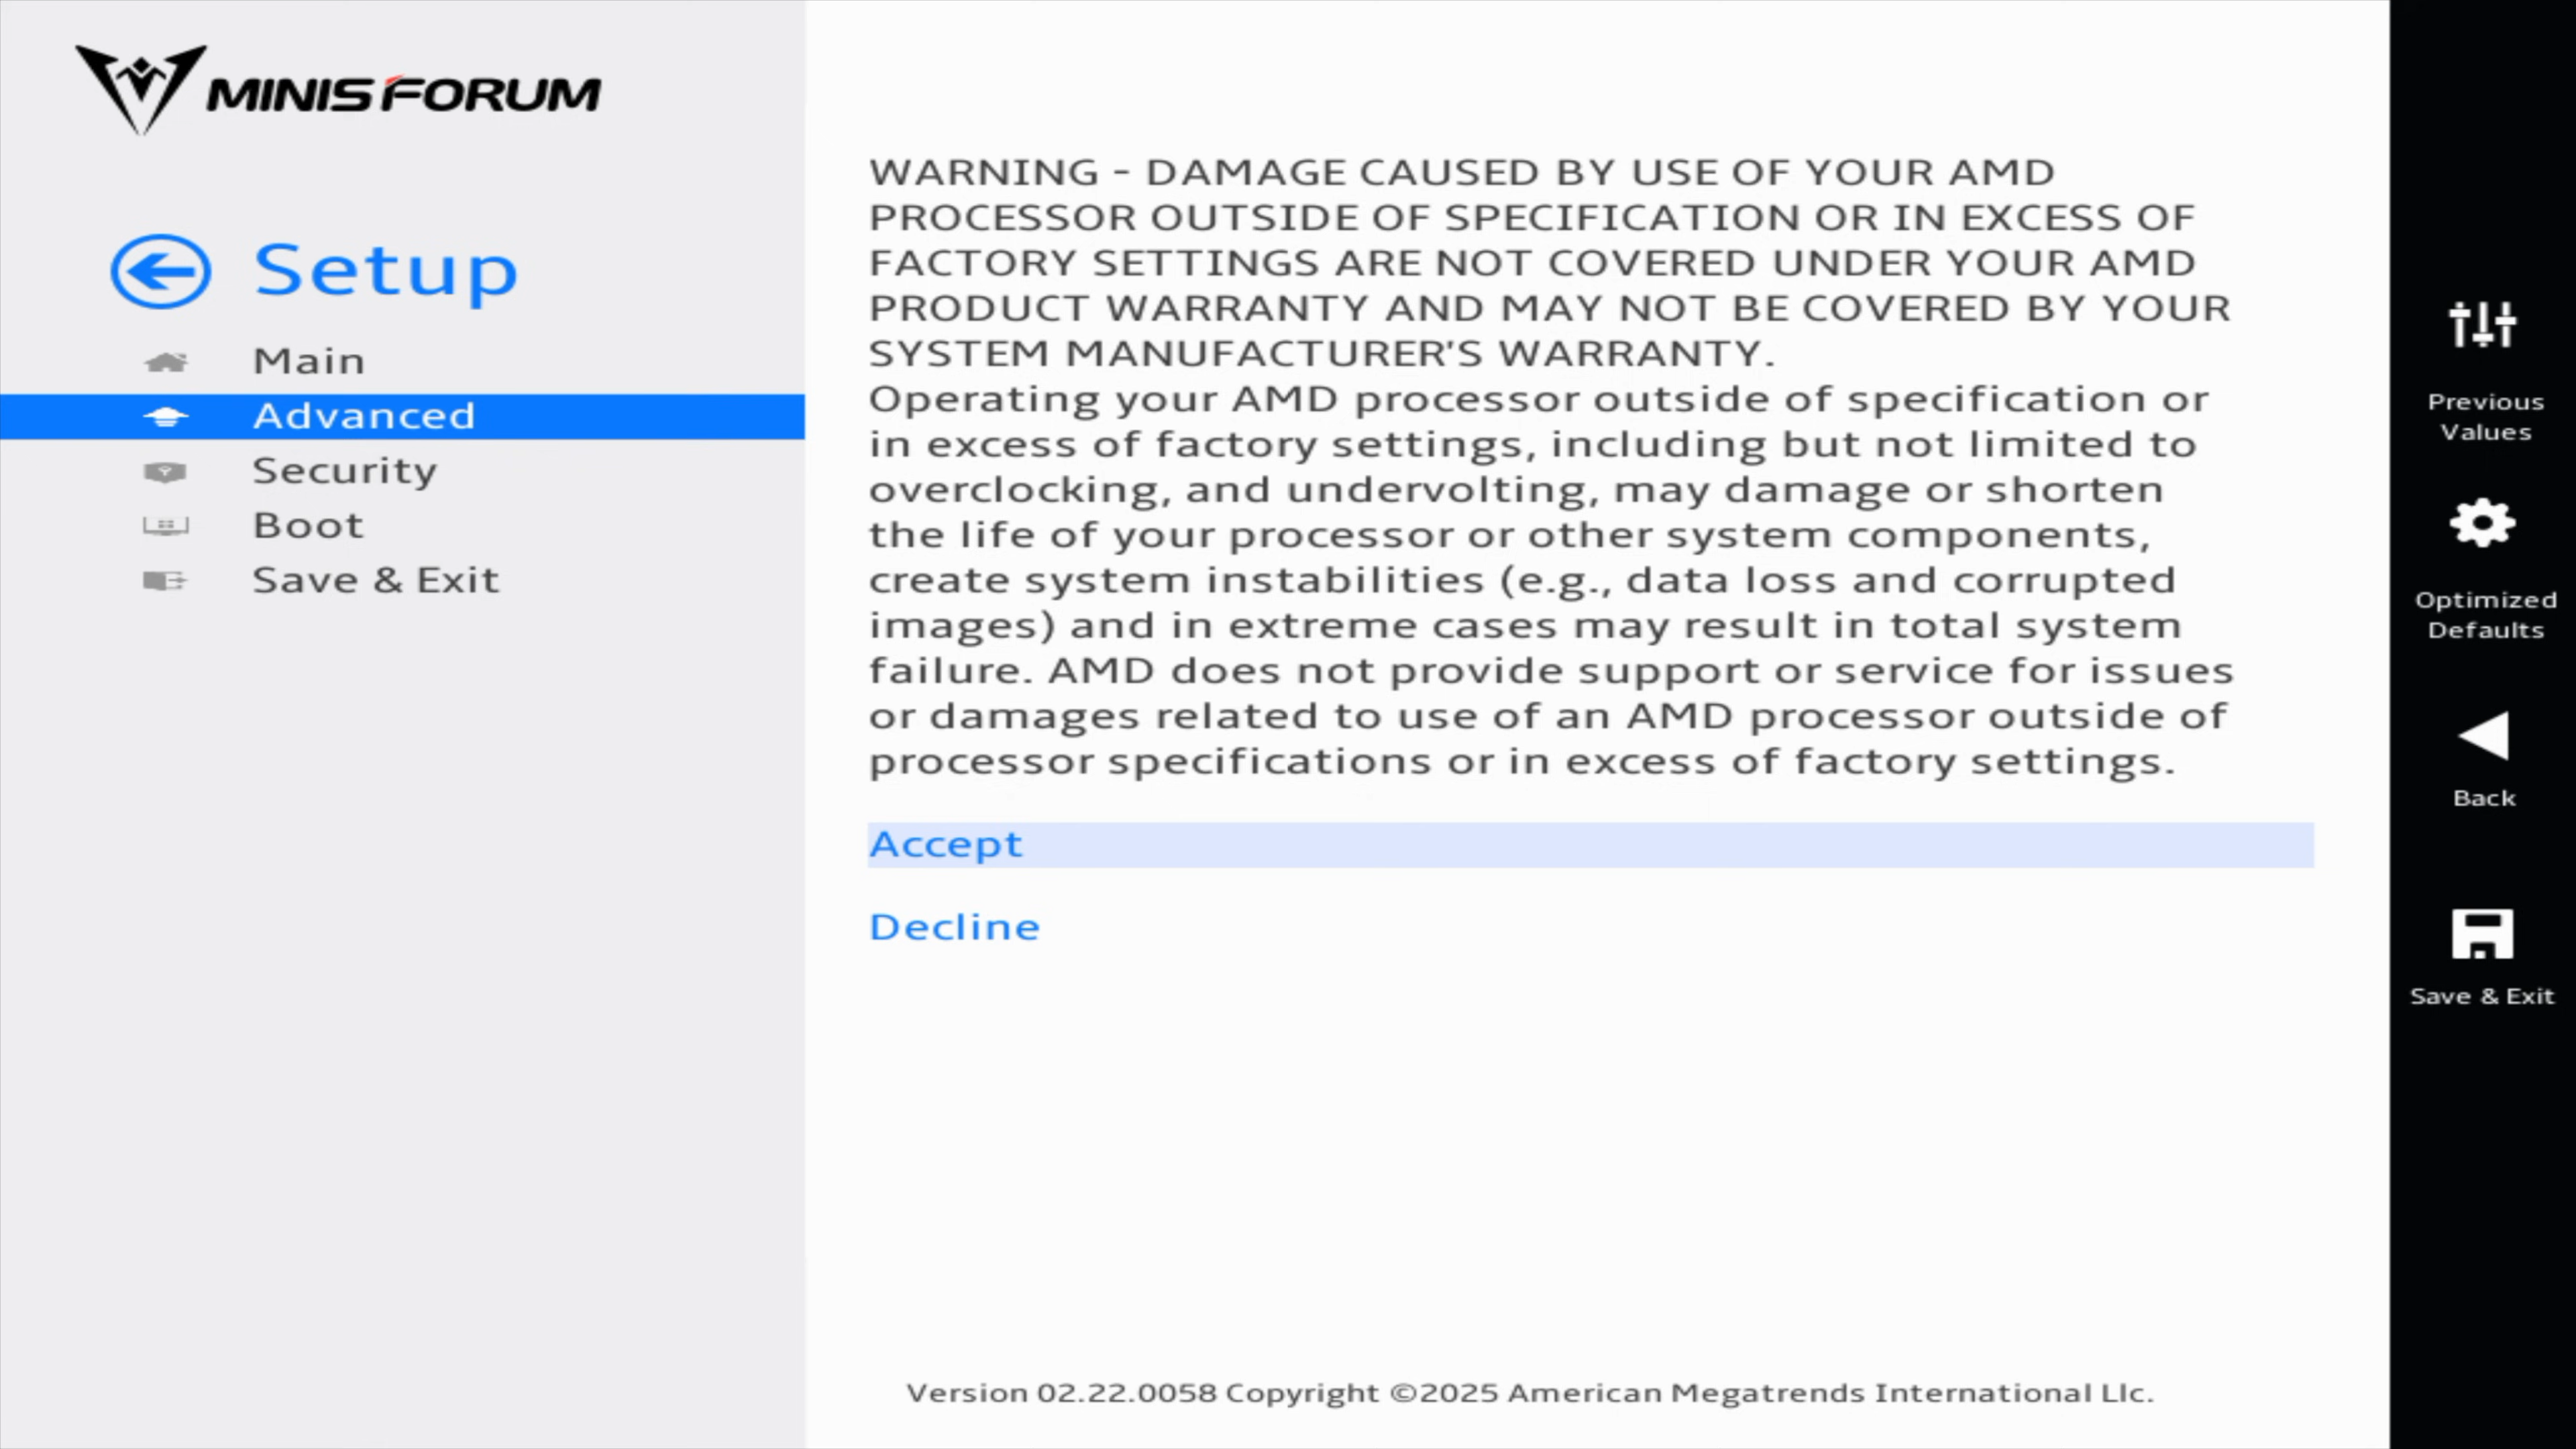 MINISFORUM
Setup
Main
Advanced
Security
Boot
Save & Exit
WARNING - DAMAGE CAUSED BY USE OF YOUR AMD
PROCESSOR OUTSIDE OF SPECIFICATION OR IN EXCESS OF
FACTORY SETTINGS ARE NOT COVERED UNDER YOUR AMD
PRODUCT WARRANTY AND MAY NOT BE COVERED BY YOUR
SYSTEM MANUFACTURER'S WARRANTY.
Operating your AMD processor outside of specification or
in excess of factory settings, including but not limited to
overclocking, and undervolting, may damage or shorten
the life of your processor or other system components,
create system instabilities (e.g., data loss and corrupted
images) and in extreme cases may result in total system
failure. AMD does not provide support or service for issues
or damages related to use of an AMD processor outside of
processor specifications or in excess of factory settings.
Accept
Decline
Version 02.22.0058 Copyright ©2025 American Megatrends International Llc.
Previous
Values
Optimized
Defaults
Back
Save & Exit